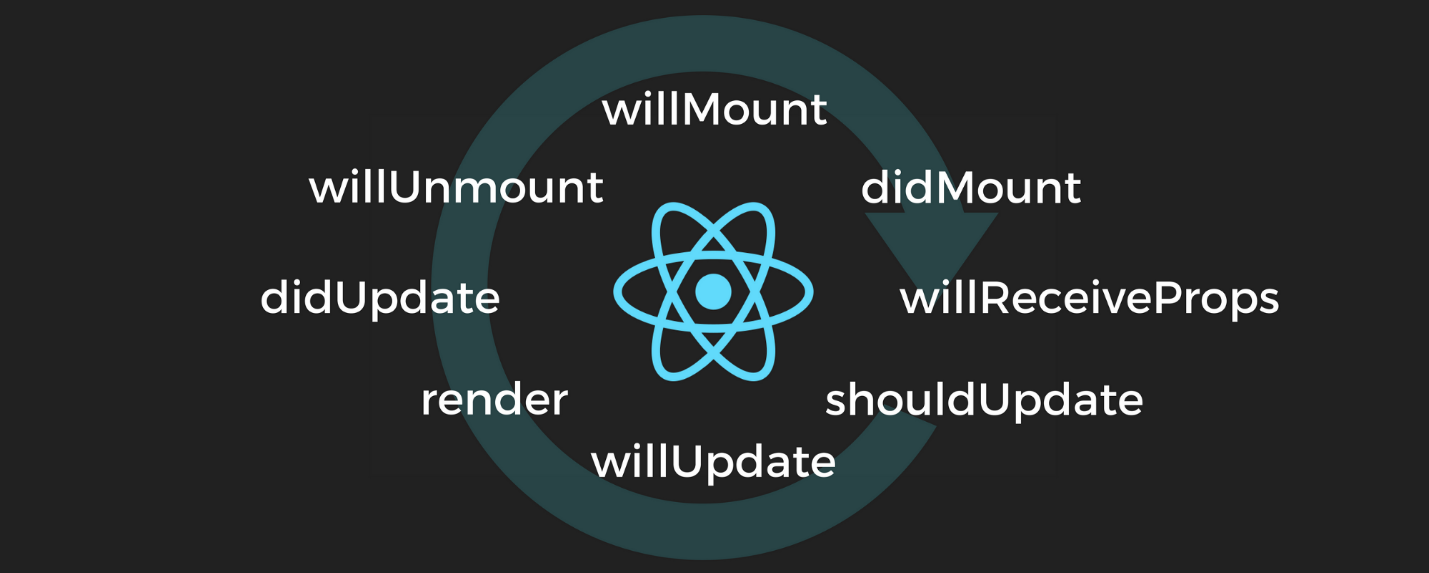 willMount
willUnmount
didMount
didUpdate
willReceiveProps
render
shouldUpdate
willUpdate